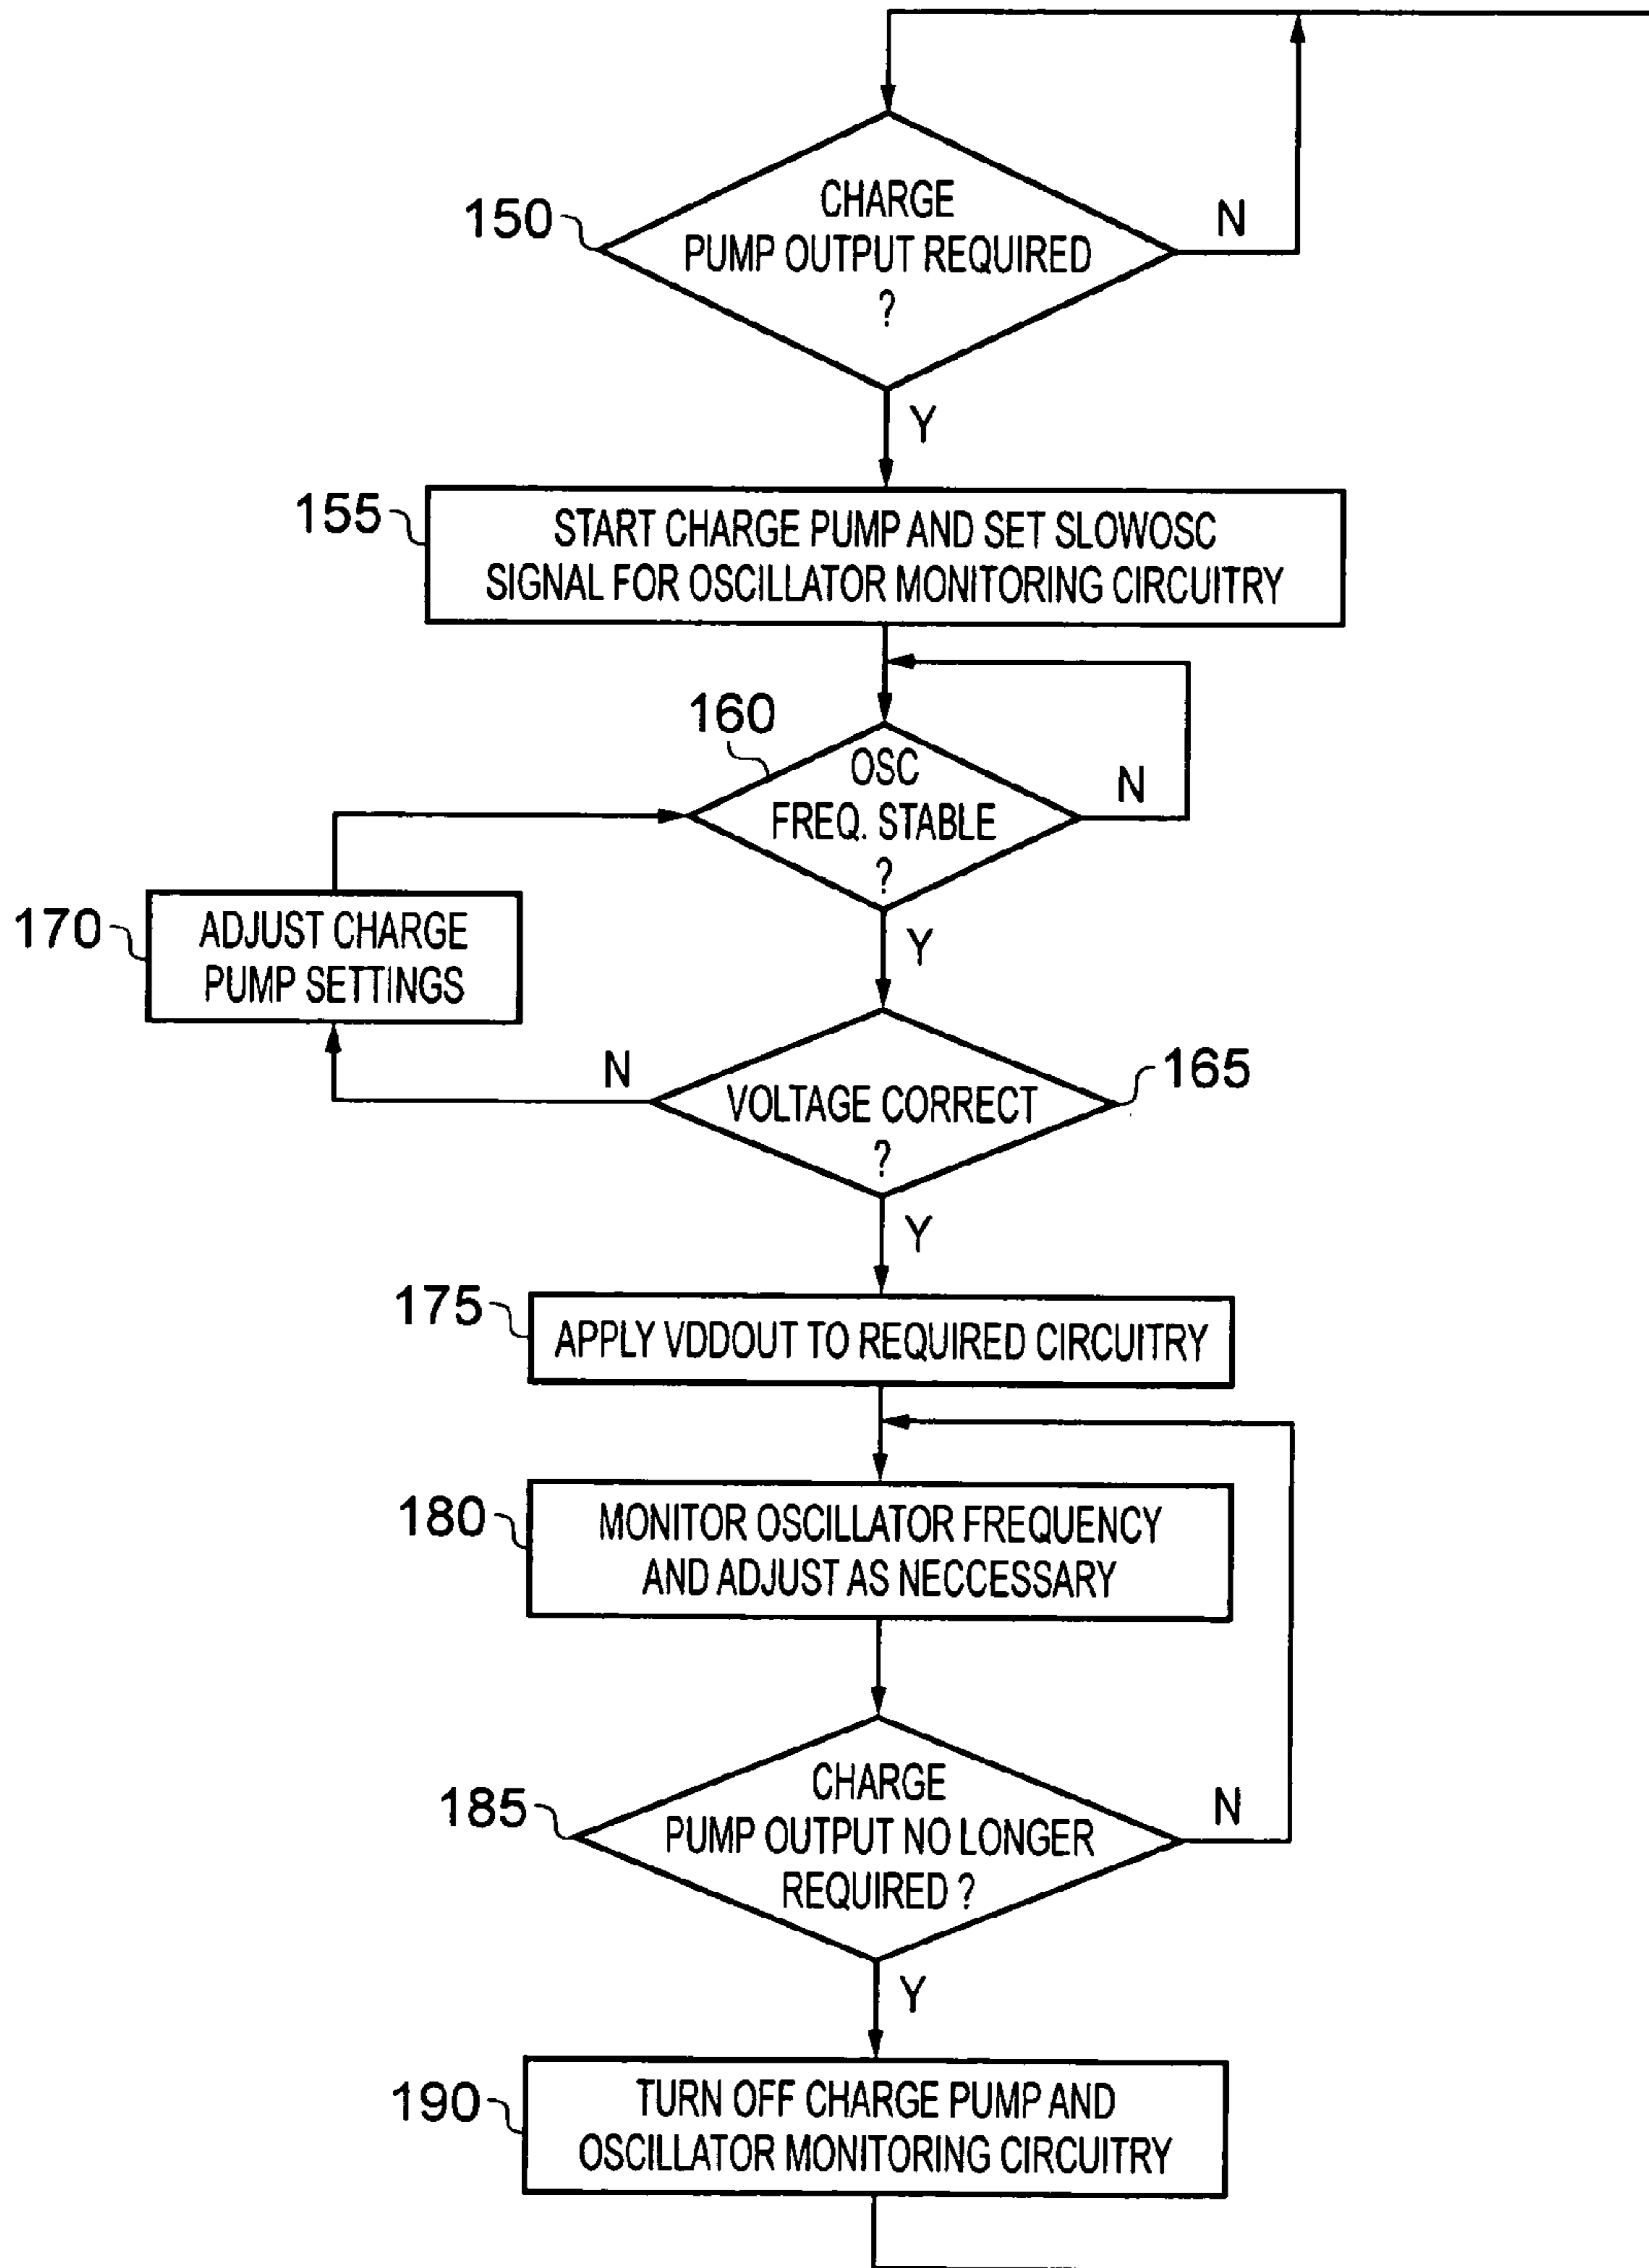 150
CHARGE
PUMP OUTPUT REQUIRED
?
N
Y
155
START CHARGE PUMP AND SET SLOWOSC
SIGNAL FOR OSCILLATOR MONITORING CIRCUITRY
160
OSC
FREQ. STABLE
?
N
Y
170
ADJUST CHARGE
PUMP SETTINGS
N
VOLTAGE CORRECT
?
165
Y
175
APPLY VDDOUT TO REQUIRED CIRCUITRY
180
MONITOR OSCILLATOR FREQUENCY
AND ADJUST AS NECCESSARY
185
CHARGE
PUMP OUTPUT NO LONGER
REQUIRED ?
N
Y
190
TURN OFF CHARGE PUMP AND
OSCILLATOR MONITORING CIRCUITRY